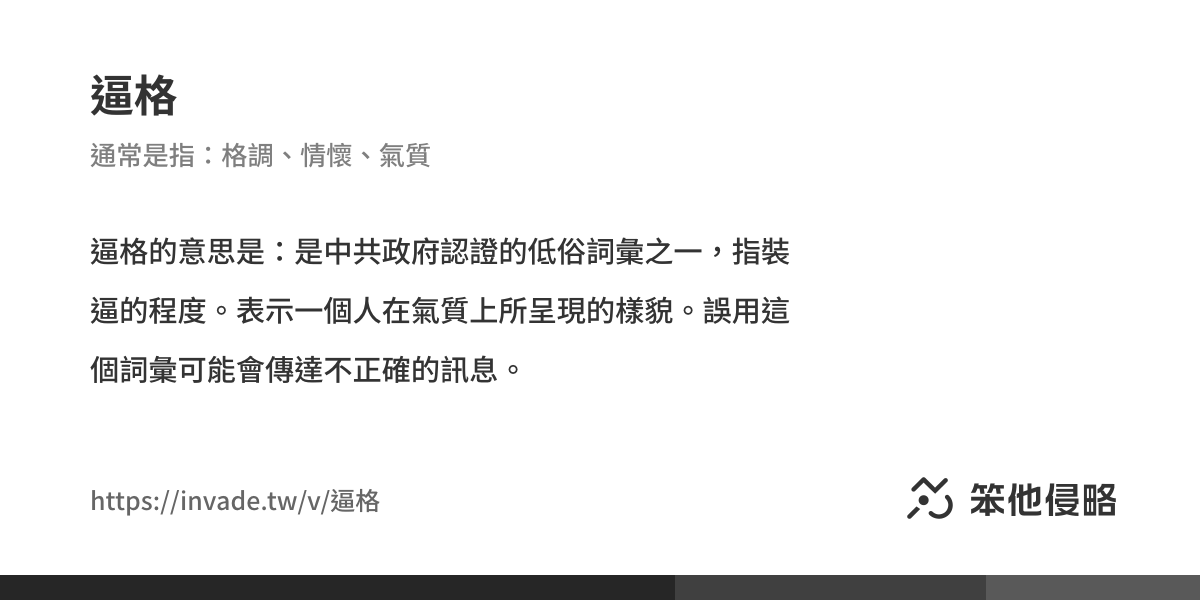 逼格
通常是指：格調、情懷、氣質
逼格的意思是：是中共政府認證的低俗詞彙之一，指裝
逼的程度。表示一個人在氣質上所呈現的樣貌。誤用這
個詞彙可能會傳達不正確的訊息。
https://invade.tw/v/逼格
笨他侵略